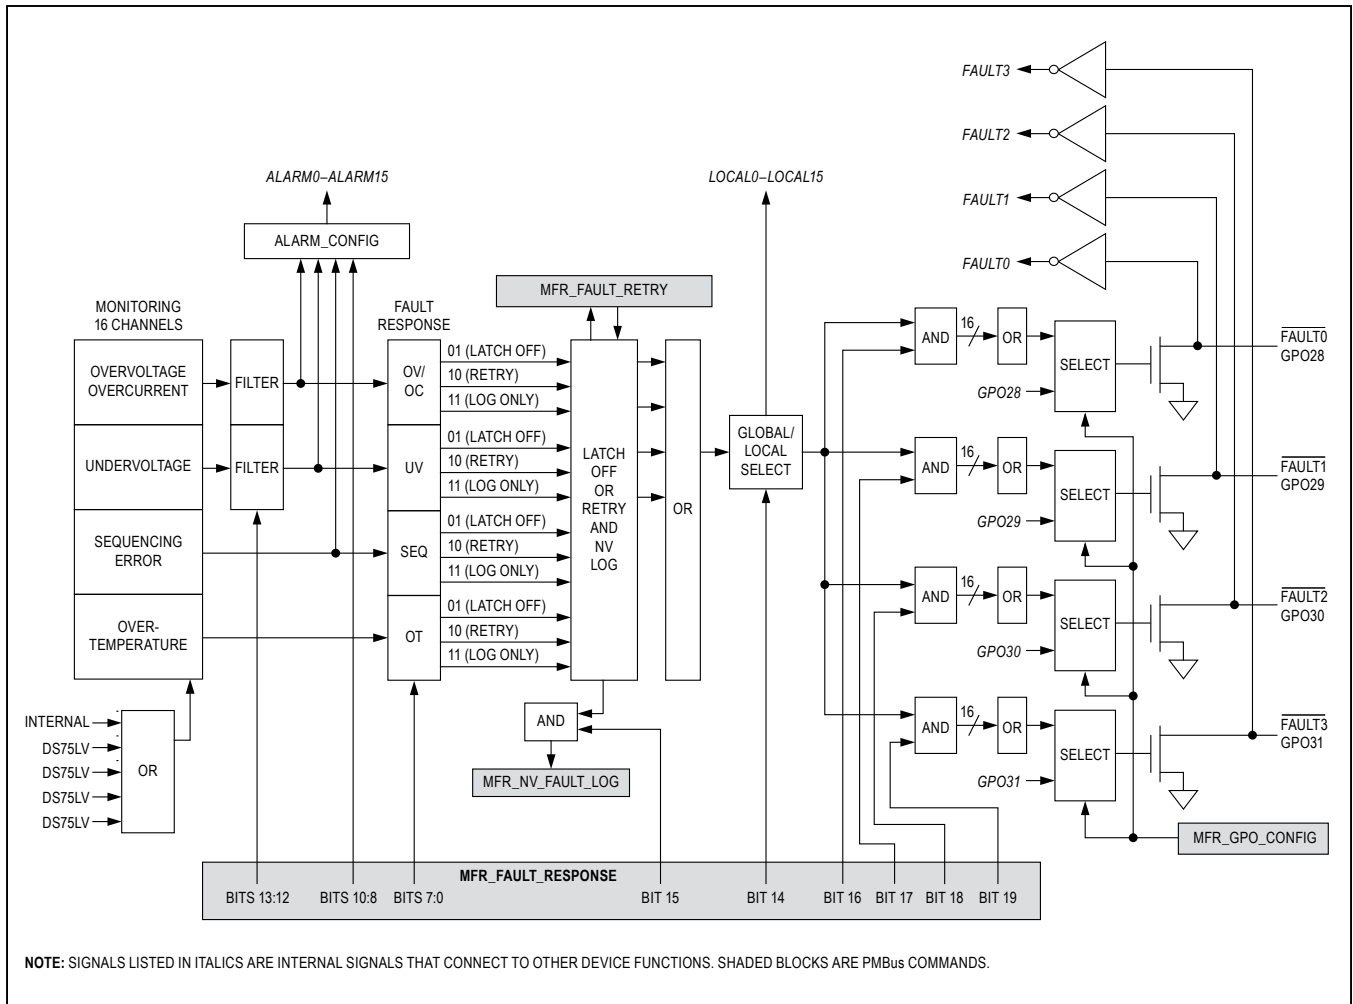 FAULT3
FAULT2
FAULT1
FAULT0
ALARM0–ALARM15
LOCAL0–LOCAL15
ALARM_CONFIG
MFR_FAULT_RETRY
MONITORING
16 CHANNELS
FAULT
RESPONSE
OVERVOLTAGE
OVERCURRENT
UNDERVOLTAGE
SEQUENCING
ERROR
OVER-
TEMPERATURE
FILTER
FILTER
OV/
OC
UV
SEQ
OT
01 (LATCH OFF)
10 (RETRY)
11 (LOG ONLY)
01 (LATCH OFF)
10 (RETRY)
11 (LOG ONLY)
01 (LATCH OFF)
10 (RETRY)
11 (LOG ONLY)
01 (LATCH OFF)
10 (RETRY)
11 (LOG ONLY)
LATCH
OFF
OR
RETRY
AND
NV
LOG
OR
GLOBAL/
LOCAL
SELECT
AND
16
OR
SELECT
GPO28
FAULT0
GPO28
AND
16
OR
SELECT
GPO29
FAULT1
GPO29
AND
16
OR
SELECT
GPO30
FAULT2
GPO30
AND
16
OR
SELECT
GPO31
FAULT3
GPO31
INTERNAL
DS75LV
DS75LV
DS75LV
DS75LV
OR
AND
MFR_NV_FAULT_LOG
MFR_GPO_CONFIG
MFR_FAULT_RESPONSE
BITS 13:12
BITS 10:8
BITS 7:0
BIT 15
BIT 14
BIT 16
BIT 17
BIT 18
BIT 19
NOTE: SIGNALS LISTED IN ITALICS ARE INTERNAL SIGNALS THAT CONNECT TO OTHER DEVICE FUNCTIONS. SHADED BLOCKS ARE PMBus COMMANDS.